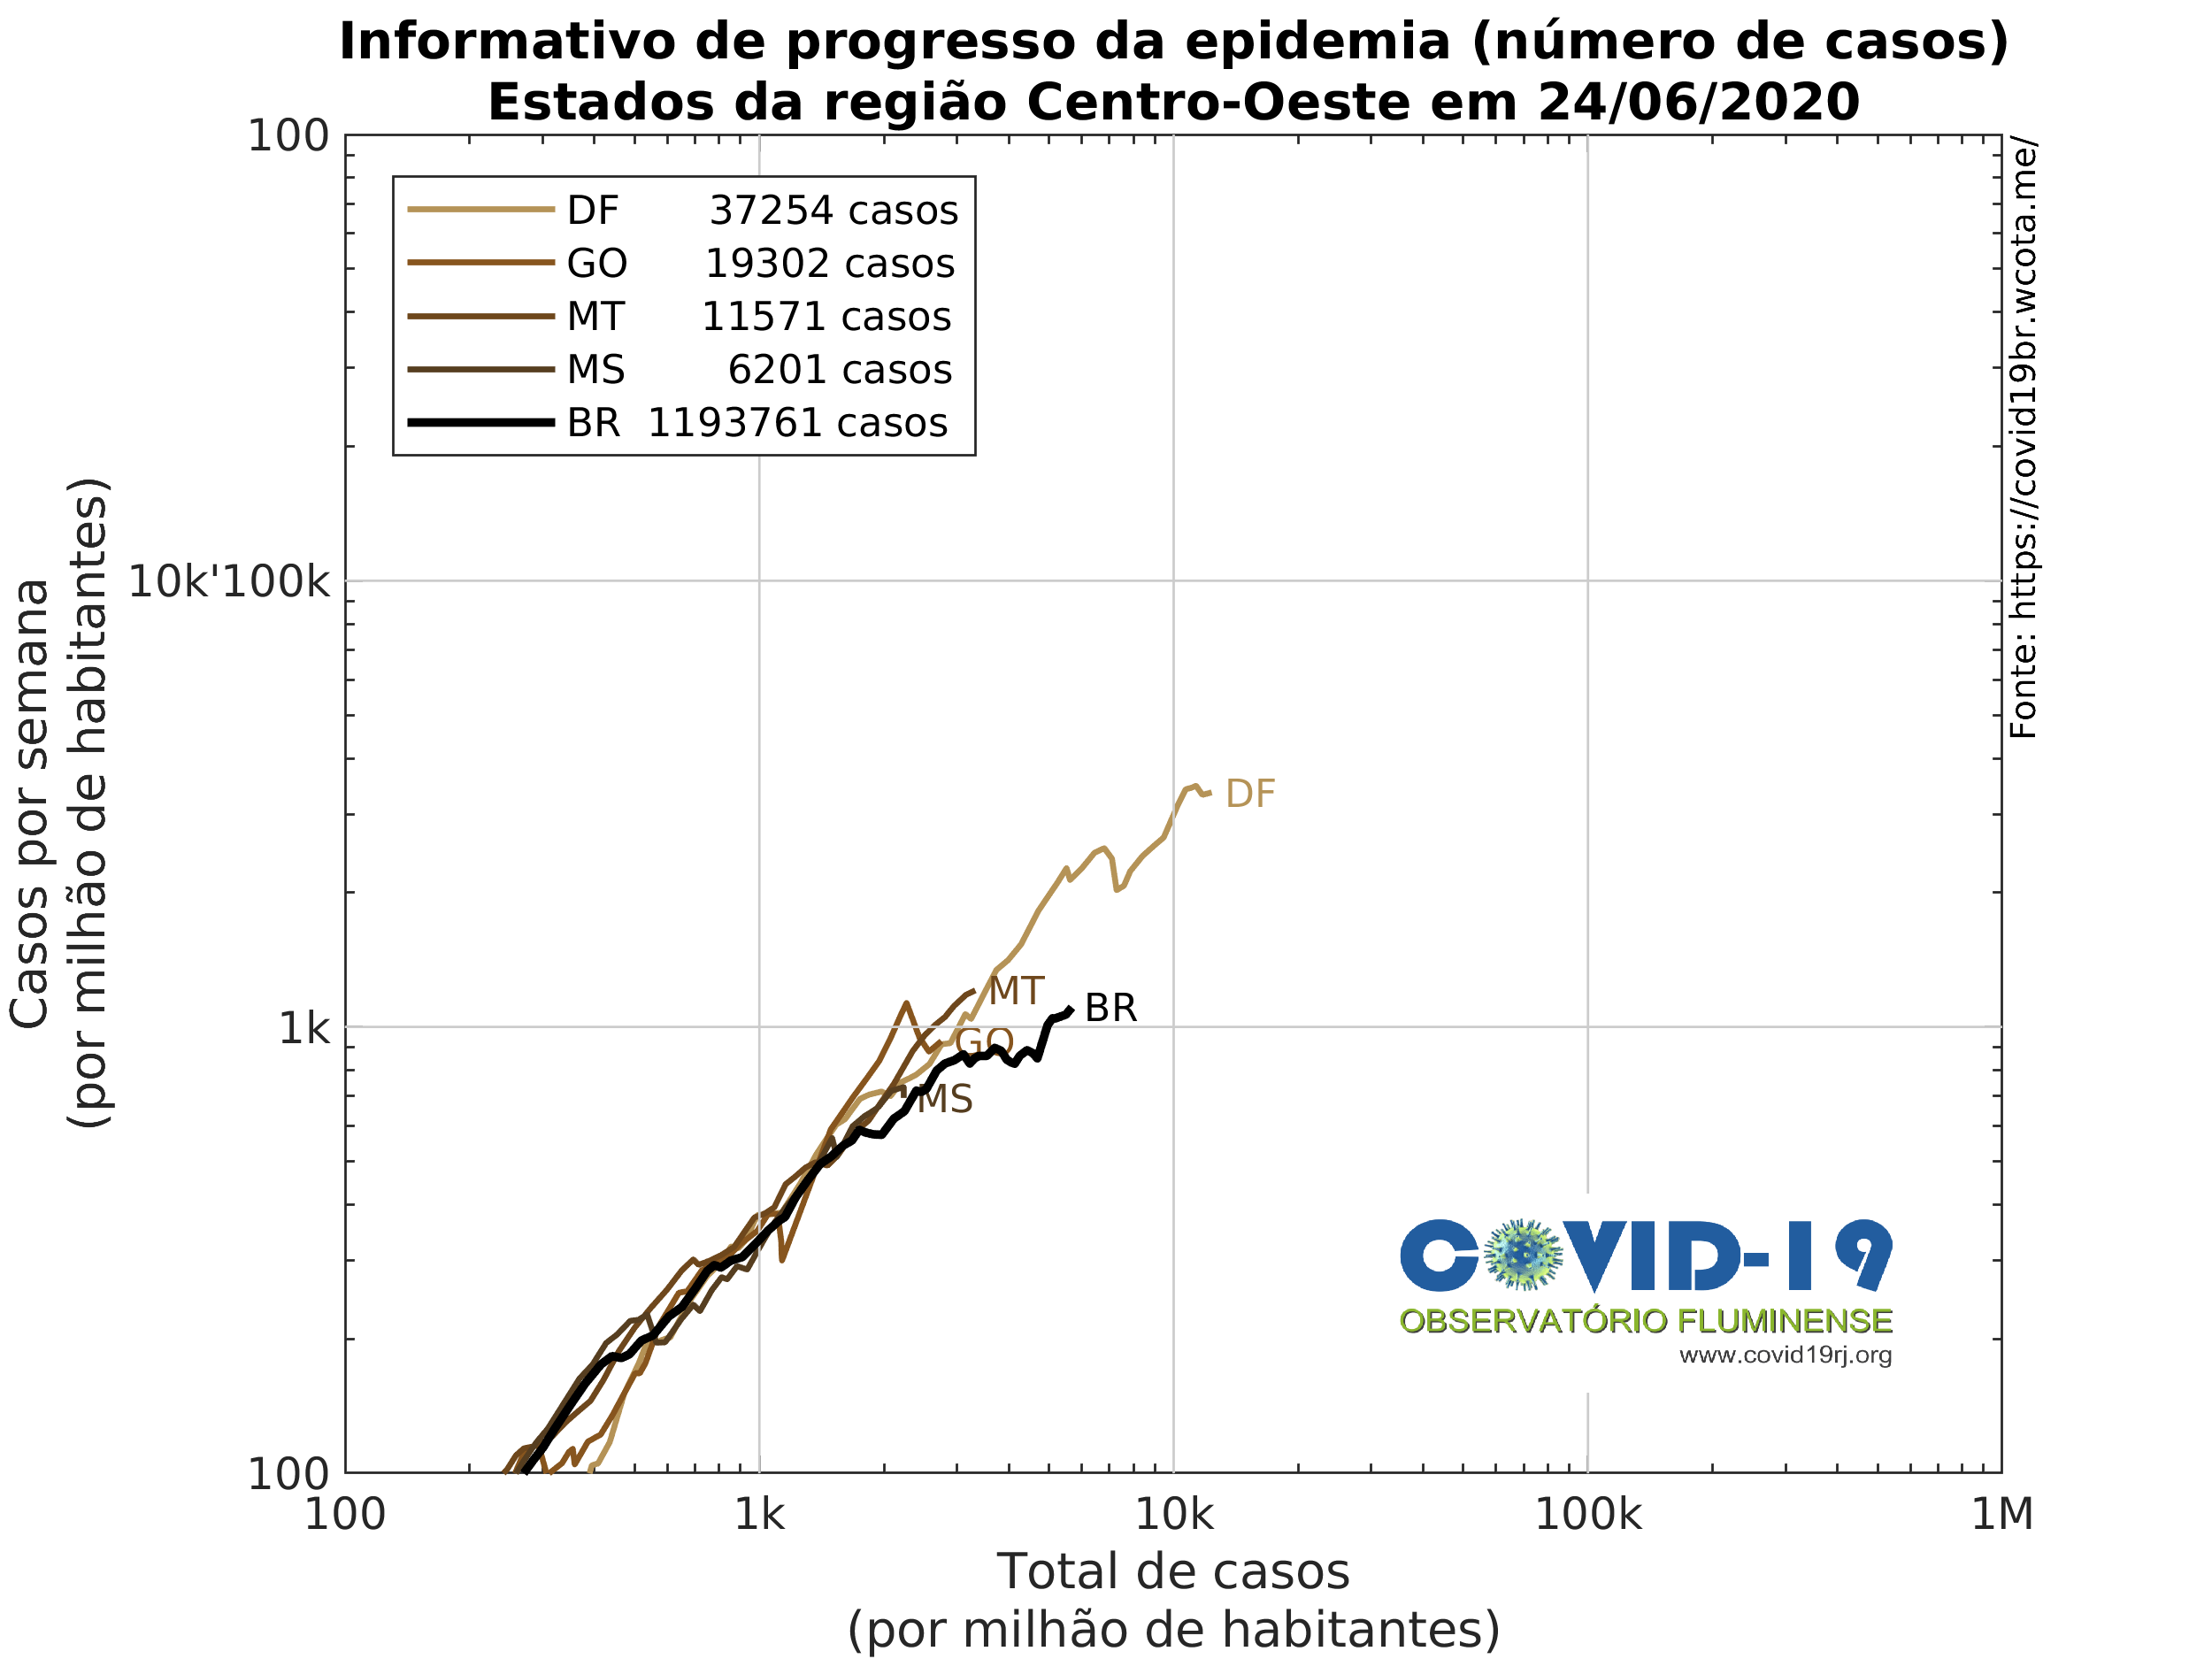 Informativo de progresso da epidemia (número de casos)
Estados da região Centro-Oeste em 24/06/2020
DF 37254 casos
GO 19302 casos
MT 11571 casos
MS 6201 casos
BR 1193761 casos
Casos por semana
(por milhão de habitantes)
100
10k'100k
1k
100
DF
MT
BR
GO
MS
Fonte: https://covid19br.wcota.me/
COVID-19
OBSERVATÓRIO FLUMINENSE
www.covid19rj.org
100 1k 10k 100k 1M
Total de casos
(por milhão de habitantes)